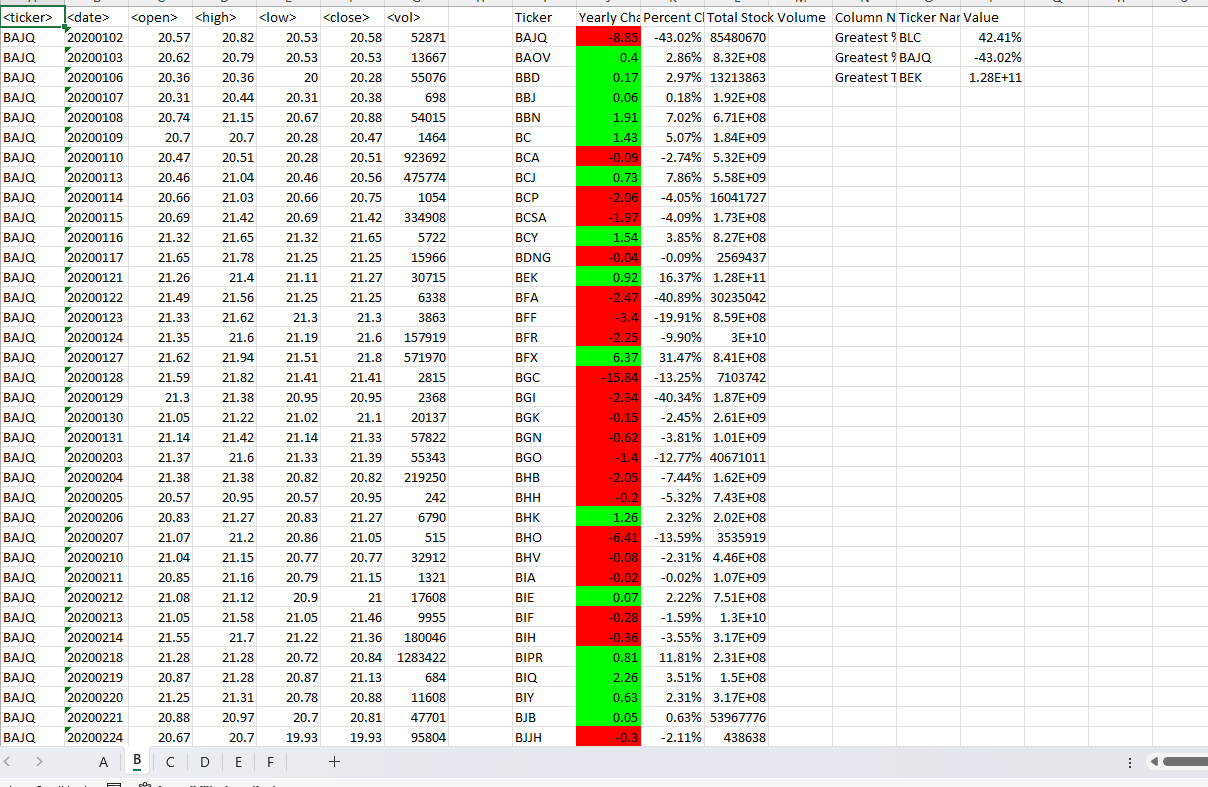 <ticker> <date> <open> <high> <low> <close> <vol> Ticker Yearly Cha Percent Cl Total Stock Volume Column N Ticker Nar Value
BAJQ 20200102 20.57 20.82 20.53 20.58 52871 BAJQ -8.85 -43.02% 85480670 Greatest % BLC 42.41%
BAJQ 20200103 20.62 20.79 20.53 20.53 13667 BAOV 0.4 2.86% 8.32E+08 Greatest % BAJQ -43.02%
BAJQ 20200106 20.36 20.36 20 20.28 55076 BBD 0.17 2.97% 13213863 Greatest T BEK 1.28E+11
BAJQ 20200107 20.31 20.44 20.31 20.38 698 BBJ 0.06 0.18% 1.92E+08
BAJQ 20200108 20.74 21.15 20.67 20.88 54015 BBN 1.91 7.02% 6.71E+08
BAJQ 20200109 20.7 20.7 20.28 20.47 1464 BC 1.43 5.07% 1.84E+09
BAJQ 20200110 20.47 20.51 20.28 20.51 923692 BCA -0.09 -2.74% 5.32E+09
BAJQ 20200113 20.46 21.04 20.46 20.56 475774 BCJ 0.73 7.86% 5.58E+09
BAJQ 20200114 20.66 21.03 20.66 20.75 1054 BCP -2.06 -4.05% 16041727
BAJQ 20200115 20.69 21.42 20.69 21.42 334908 BCSA -1.97 -4.09% 1.73E+08
BAJQ 20200116 21.32 21.65 21.32 21.65 5722 BCY 1.54 3.85% 8.27E+08
BAJQ 20200117 21.65 21.78 21.25 21.25 15966 BDNG -0.04 -0.09% 2569437
BAJQ 20200121 21.26 21.4 21.11 21.27 30715 BEK 0.92 16.37% 1.28E+11
BAJQ 20200122 21.49 21.56 21.25 21.25 6338 BFA -2.47 -40.89% 30235042
BAJQ 20200123 21.33 21.62 21.3 21.3 3863 BFF -3.4 -19.91% 8.59E+08
BAJQ 20200124 21.35 21.6 21.19 21.6 157919 BFR -2.25 -9.90% 3E+10
BAJQ 20200127 21.62 21.94 21.51 21.8 571970 BFX 6.37 31.47% 8.41E+08
BAJQ 20200128 21.59 21.82 21.41 21.41 2815 BGC -15.84 -13.25% 7103742
BAJQ 20200129 21.3 21.38 20.95 20.95 2368 BGI -2.34 -40.34% 1.87E+09
BAJQ 20200130 21.05 21.22 21.02 21.1 20137 BGK -0.15 -2.45% 2.61E+09
BAJQ 20200131 21.14 21.42 21.14 21.33 57822 BGN -0.62 -3.81% 1.01E+09
BAJQ 20200203 21.37 21.6 21.33 21.39 55343 BGO -1.4 -12.77% 40671011
BAJQ 20200204 21.38 21.38 20.82 20.82 219250 BHB -2.05 -7.44% 1.62E+09
BAJQ 20200205 20.57 20.95 20.57 20.95 242 BHH -0.2 -5.32% 7.43E+08
BAJQ 20200206 20.83 21.27 20.83 21.27 6790 BHK 1.26 2.32% 2.02E+08
BAJQ 20200207 21.07 21.2 20.86 21.05 515 BHO -6.41 -13.59% 3535919
BAJQ 20200210 21.04 21.15 20.77 20.77 32912 BHV -0.08 -2.31% 4.46E+08
BAJQ 20200211 20.85 21.16 20.79 21.15 1321 BIA -0.02 -0.02% 1.07E+09
BAJQ 20200212 21.08 21.12 20.9 21 17608 BIE 0.07 2.22% 7.51E+08
BAJQ 20200213 21.05 21.58 21.05 21.46 9955 BIF -0.28 -1.59% 1.3E+10
BAJQ 20200214 21.55 21.7 21.22 21.36 180046 BIH -0.36 -3.55% 3.17E+09
BAJQ 20200218 21.28 21.28 20.72 20.84 1283422 BIPR 0.81 11.81% 2.31E+08
BAJQ 20200219 20.87 21.28 20.87 21.13 684 BIQ 2.26 3.51% 1.5E+08
BAJQ 20200220 21.25 21.31 20.78 20.88 11608 BIY 0.63 2.31% 3.17E+08
BAJQ 20200221 20.88 20.97 20.7 20.81 47701 BJB 0.05 0.63% 53967776
BAJQ 20200224 20.67 20.7 19.93 19.93 95804 BJJH -0.3 -2.11% 438638
A B C D E F